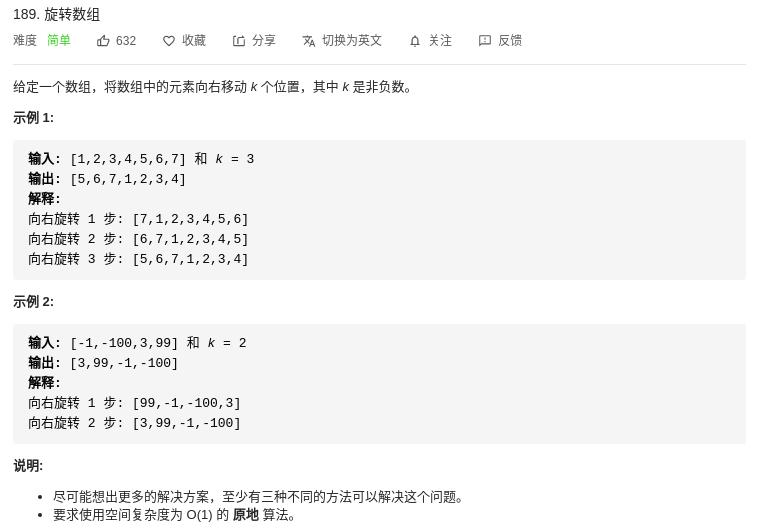 189. 旋转数组
难度 简单 632 收藏 分享 切换为英文 关注 反馈
给定一个数组，将数组中的元素向右移动 k 个位置，其中 k 是非负数。
示例 1:
输入: [1,2,3,4,5,6,7] 和 k = 3
输出: [5,6,7,1,2,3,4]
解释:
向右旋转 1 步: [7,1,2,3,4,5,6]
向右旋转 2 步: [6,7,1,2,3,4,5]
向右旋转 3 步: [5,6,7,1,2,3,4]
示例 2:
输入: [-1,-100,3,99] 和 k = 2
输出: [3,99,-1,-100]
解释:
向右旋转 1 步: [99,-1,-100,3]
向右旋转 2 步: [3,99,-1,-100]
说明:
• 尽可能想出更多的解决方案，至少有三种不同的方法可以解决这个问题。
• 要求使用空间复杂度为 O(1) 的 原地 算法。